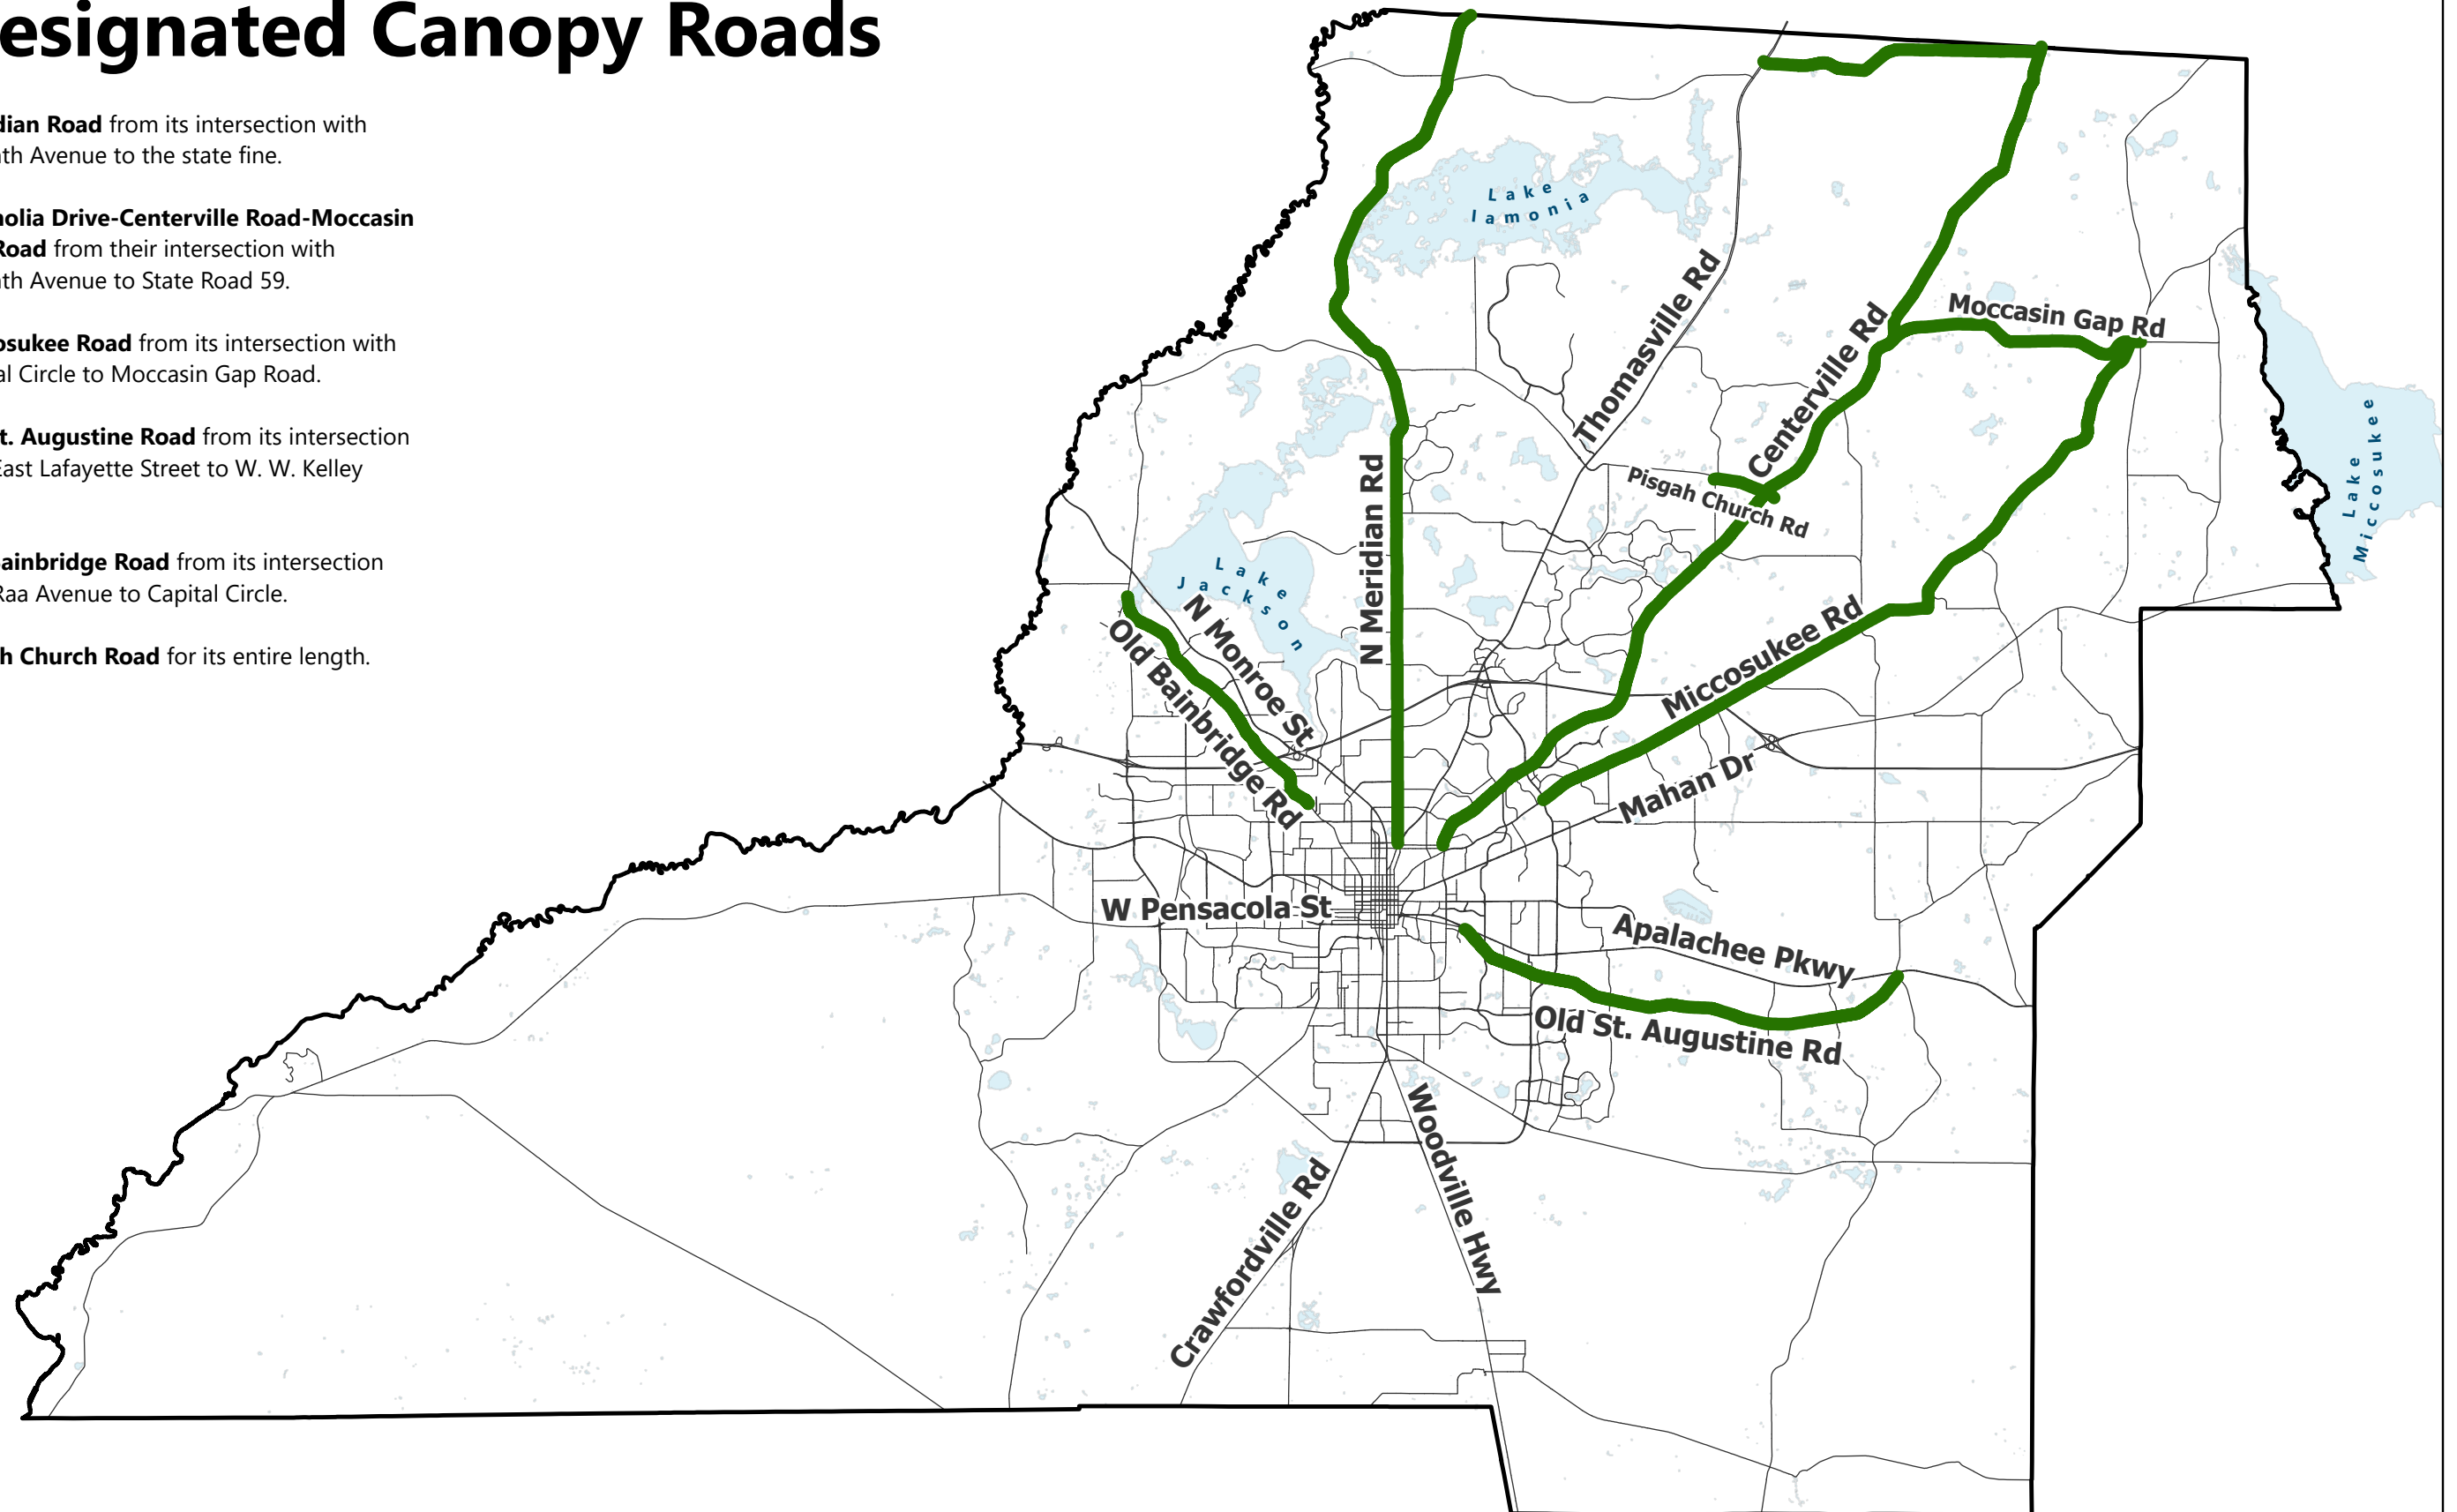 esignated Canopy Roads
dian Road from its intersection with
nth Avenue to the state fine.
nolia Drive-Centerville Road-Moccasin
Road from their intersection with
nth Avenue to State Road 59.
osukee Road from its intersection with
al Circle to Moccasin Gap Road.
t. Augustine Road from its intersection
East Lafayette Street to W. W. Kelley
Bainbridge Road from its intersection
Raa Avenue to Capital Circle.
h Church Road for its entire length.
Lake
Iamonia
Thomasville Rd
Centerville Rd
Moccasin Gap Rd
Lake
Miccosukee
N Meridian Rd
Pisgah Church Rd
Lake
Jackson
N Monroe St
Old Bainbridge Rd
Miccosukee Rd
Mahan Dr
W Pensacola St
Apalachee Pkwy
Old St. Augustine Rd
Woodville Hwy
Crawfordville Rd